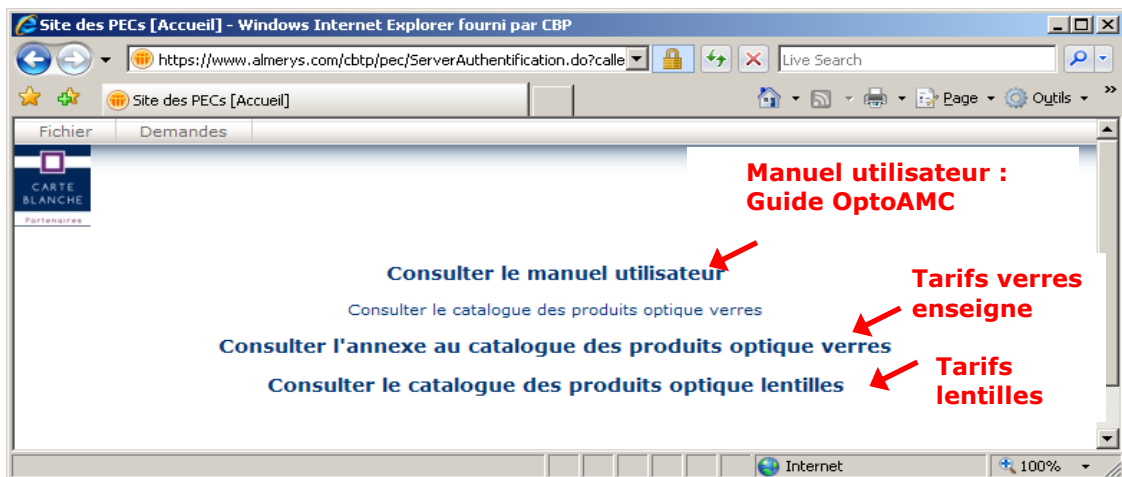 Site des PECs [Accueil] - Windows Internet Explorer fourni par CBP
https://www.almerys.com/cbtp/pec/ServerAuthentification.do?calle
Live Search
Site des PECs [Accueil]
Page
Outils
»
Fichier
Demandes
CARTE
BLANCHE
Partenaires
Manuel utilisateur :
Guide OptoAMC
Consulter le manuel utilisateur
Tarifs verres
enseigne
Consulter le catalogue des produits optique verres
Consulter l'annexe au catalogue des produits optique verres
Tarifs
lentilles
Consulter le catalogue des produits optique lentilles
Internet
100%